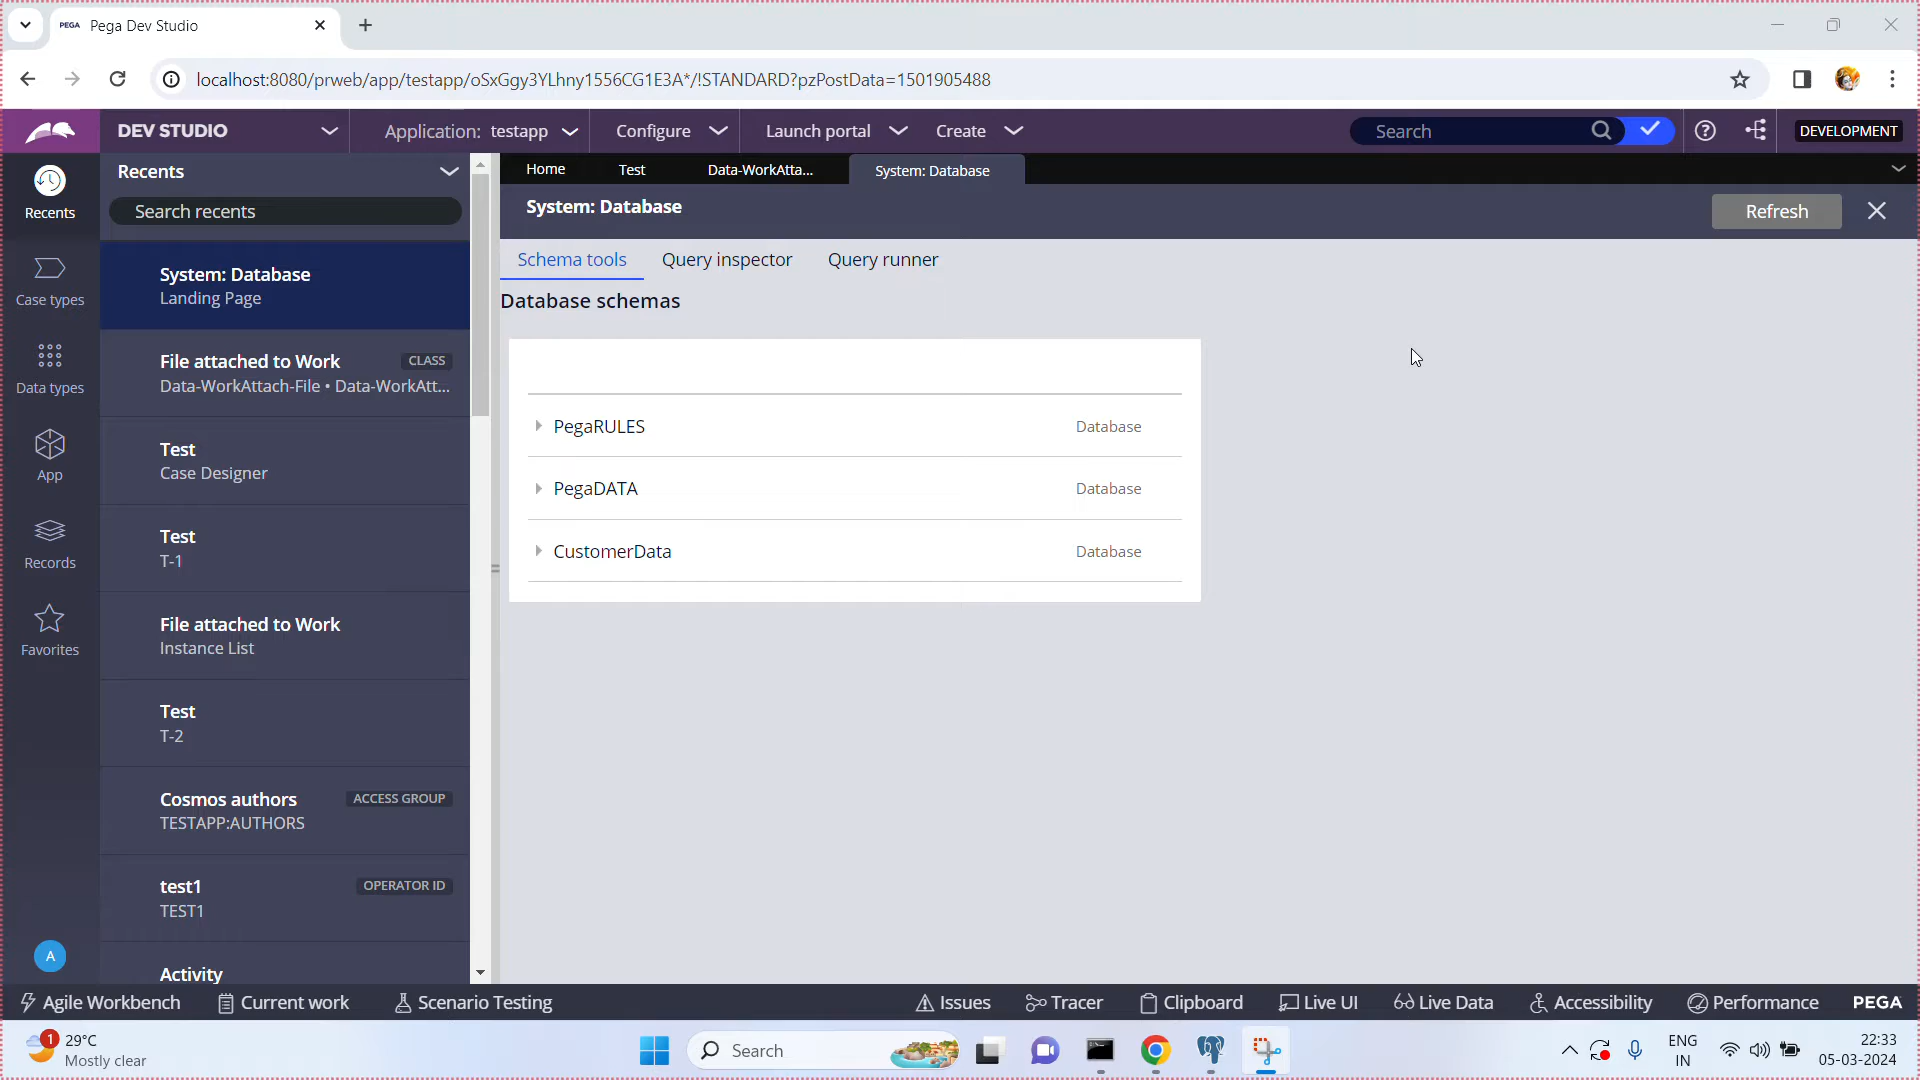 PEGA Pega Dev Studio
localhost:8080/prweb/app/testapp/oSxGgy3YLhny1556CG1E3A*/!STANDARD?pzPostData=1501905488
DEV STUDIO
Application: testapp
Configure
Launch portal
Create
Search
DEVELOPMENT
Recents
Case types
Data types
App
Records
Favorites
A
Recents
Search recents
System: Database
Landing Page
File attached to Work CLASS
Data-WorkAttach-File • Data-WorkAtt...
Test
Case Designer
Test
T-1
File attached to Work
Instance List
Test
T-2
Cosmos authors ACCESS GROUP
TESTAPP:AUTHORS
test1 OPERATOR ID
TEST1
Activity
Home
Test
Data-WorkAtta...
System: Database
System: Database
Refresh
Schema tools
Query inspector
Query runner
Database schemas
PegaRULES Database
PegaDATA Database
CustomerData Database
Agile Workbench
Current work
Scenario Testing
Issues
Tracer
Clipboard
Live UI
Live Data
Accessibility
Performance
PEGA
1
29°C
Mostly clear
Search
ENG
IN
22:33
05-03-2024